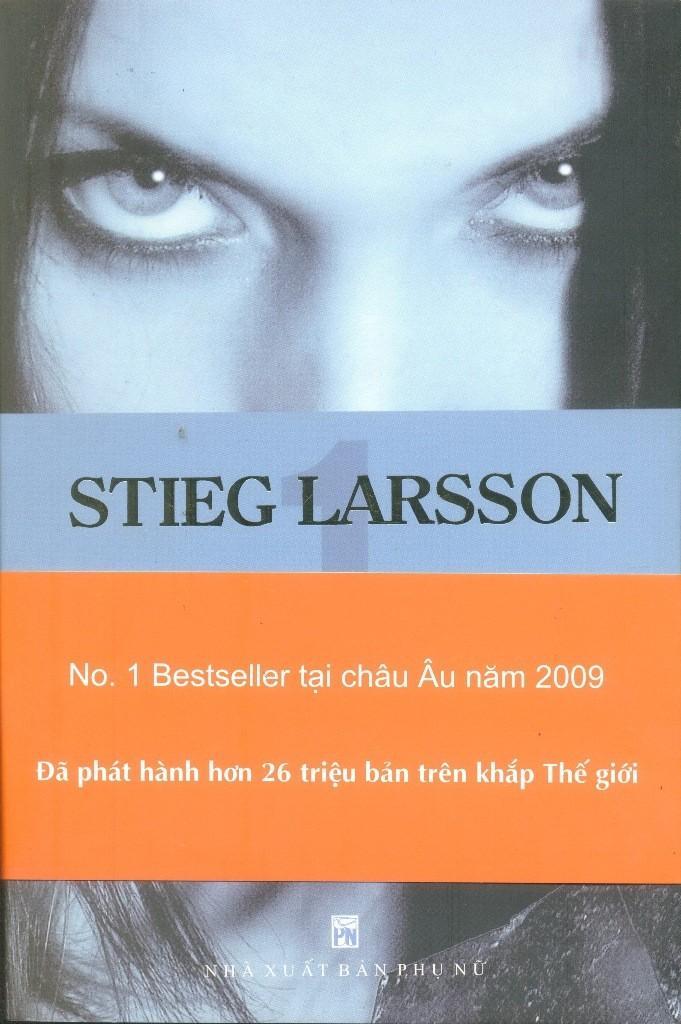 1
STIEG LARSSON
No. 1 Bestseller tại châu Âu năm 2009
Đã phát hành hơn 26 triệu bản trên khắp Thế giới
PN
NHÀ XUẤT BẢN PHỤ NỮ